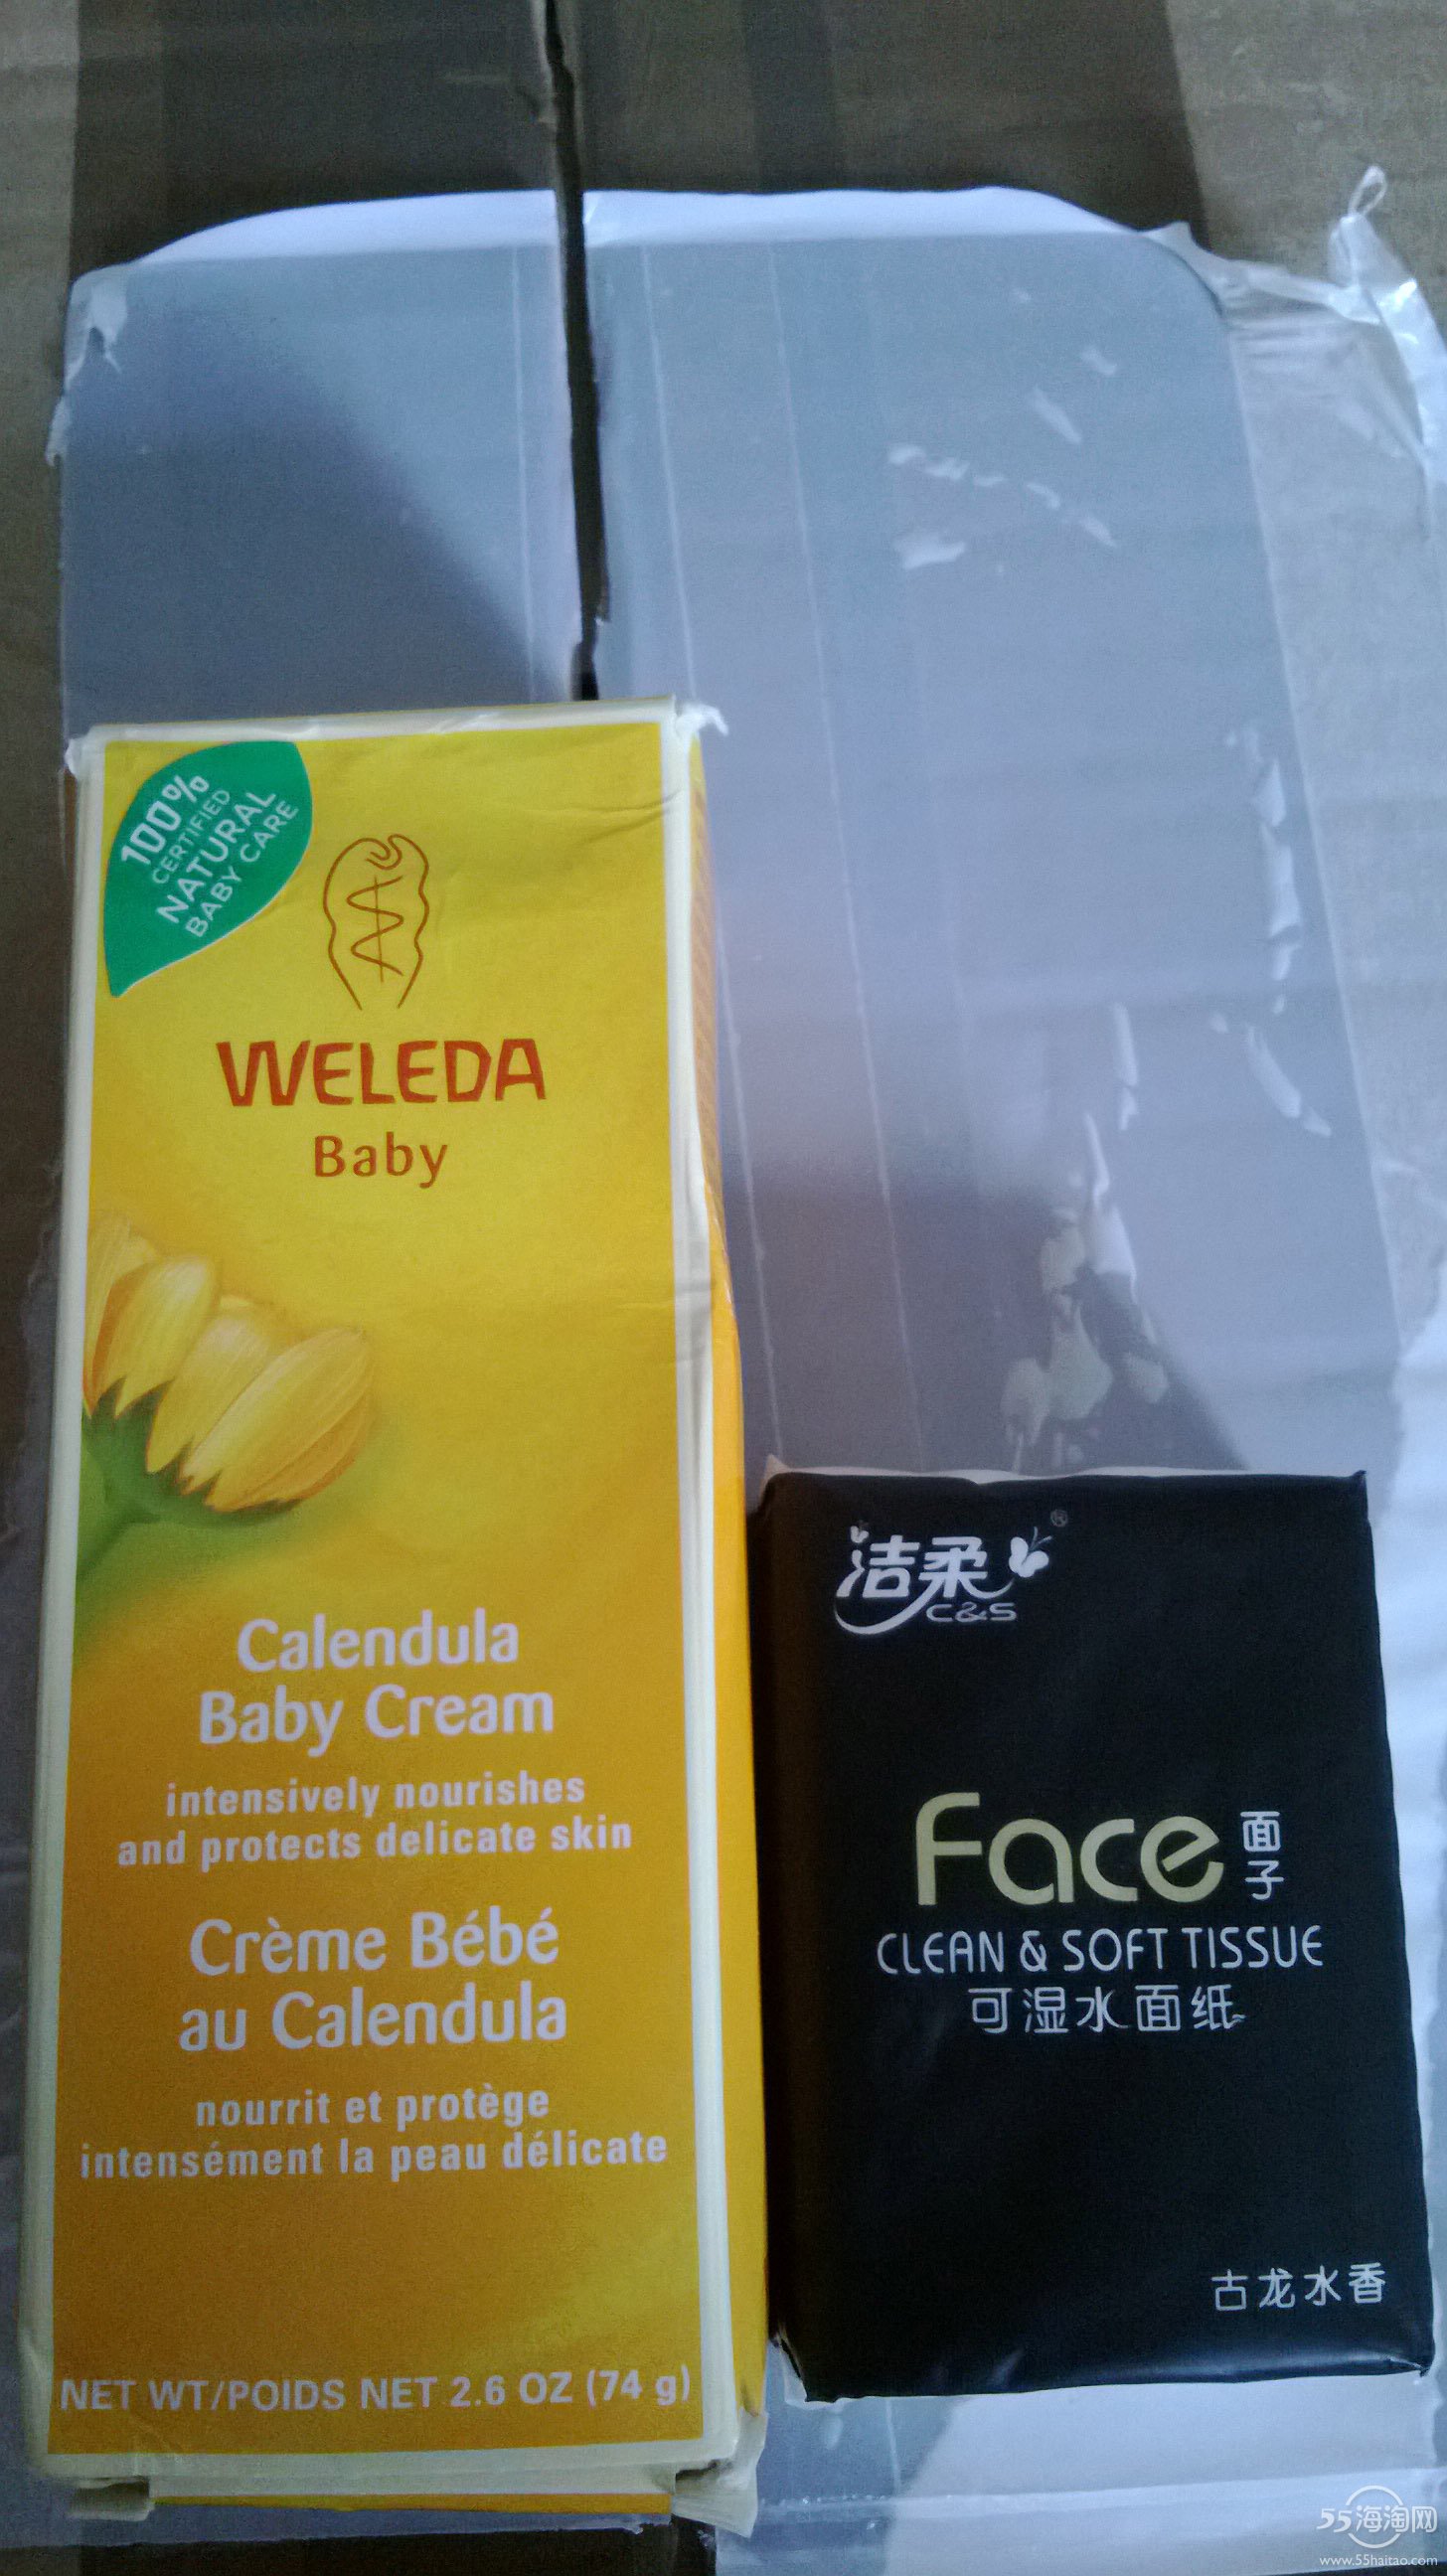 100%
CERTIFIED
NATURAL
BABY CARE
WELEDA
Baby
Calendula
Baby Cream
intensively nourishes
and protects delicate skin
Crème Bébé
au Calendula
nourrit et protège
intensément la peau délicate
NET WT/POIDS NET 2.6 OZ (74 g)
洁柔®
C&S
Face 面子
CLEAN & SOFT TISSUE
可湿水面纸
古龙水香
55海淘网
www.55haitao.com